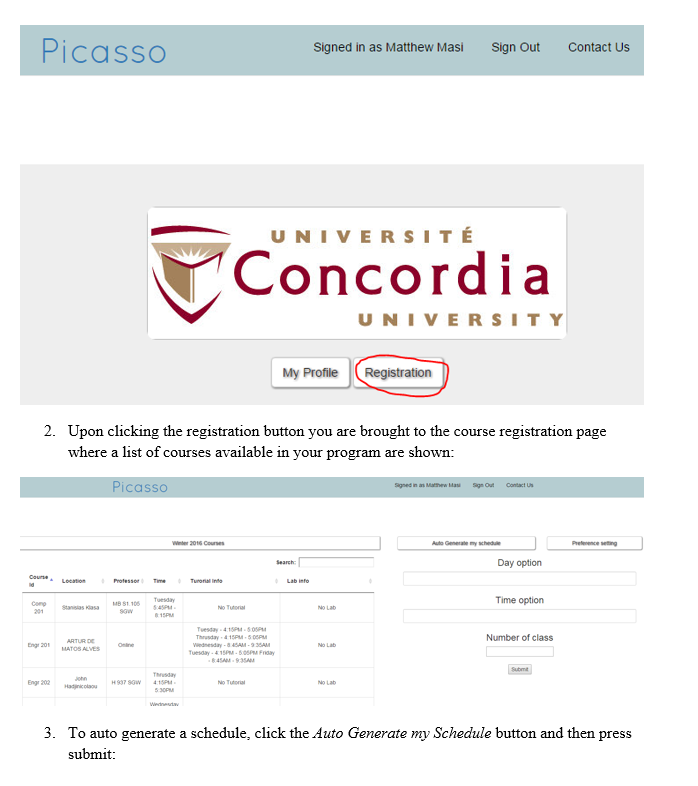 Picasso
Signed in as Matthew Masi Sign Out Contact Us
UNIVERSITÉ
Concordia
UNIVERSITY
My Profile Registration
2. Upon clicking the registration button you are brought to the course registration page
where a list of courses available in your program are shown:
Picasso
Signed in as Matthew Masi Sign Out Contact Us
Winter 2016 Courses
Auto Generate my schedule Preference setting
Search:
Day option
Course Id Location Professor Time Turorial Info Lab info
Time option
Comp 201 Stanislas Klasa MB S1.105 SGW Tuesday 5:45PM - 8:15PM No Tutorial No Lab
Number of class
Engr 201 ARTUR DE MATOS ALVES Online Tuesday - 4:15PM - 5:05PM
Thrusday - 4:15PM - 5:05PM
Wednesday - 8:45AM - 9:35AM
Tuesday - 4:15PM - 5:05PM Friday
- 8:45AM - 9:35AM
No Lab
Submit
Engr 202 John Hadjinicolaou H 937 SGW Thrusday 4:15PM - 5:30PM No Tutorial No Lab
Wednesday
3. To auto generate a schedule, click the Auto Generate my Schedule button and then press
submit: